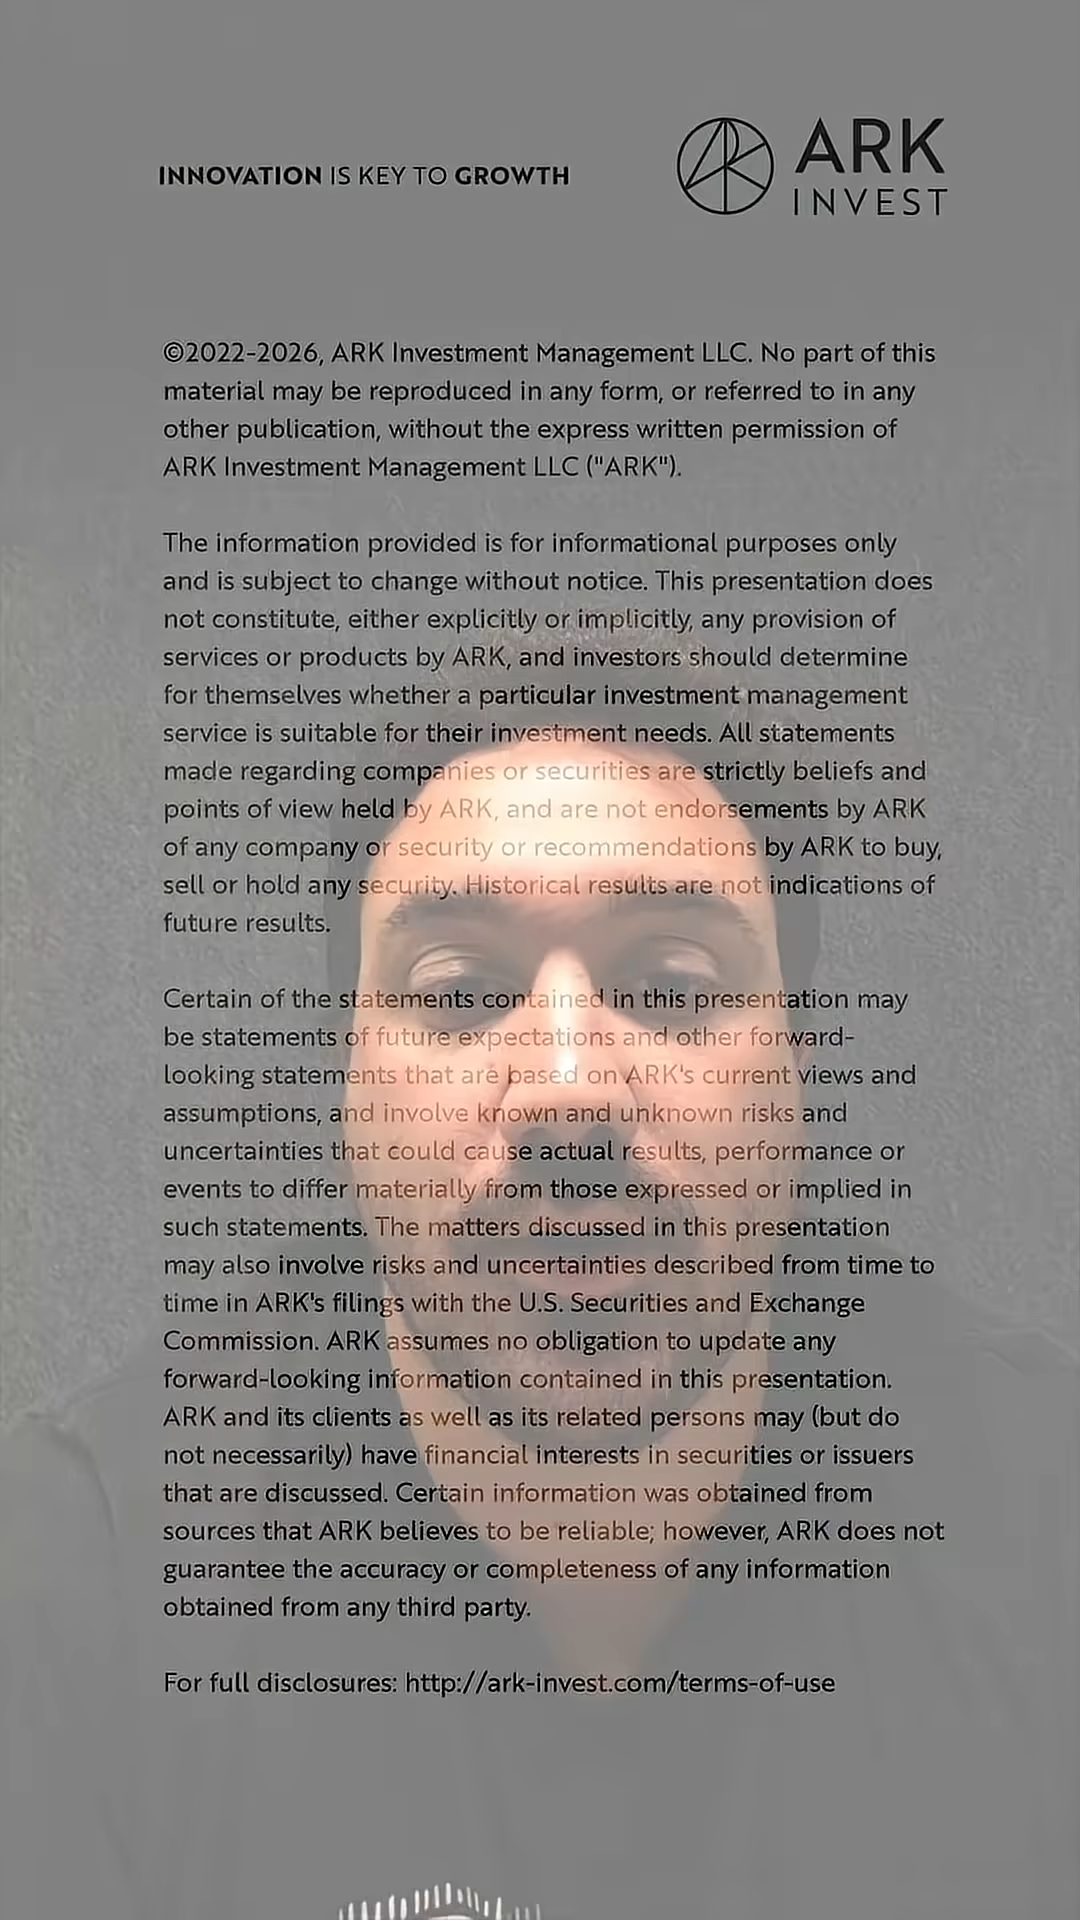 INNOVATION IS KEY TO GROWTH
ARK
INVEST
©2022-2026, ARK Investment Management LLC. No part of this
material may be reproduced in any form, or referred to in any
other publication, without the express written permission of
ARK Investment Management LLC ("ARK").
The information provided is for informational purposes only
and is subject to change without notice. This presentation does
not constitute, either explicitly or implicitly, any provision of
services or products by ARK, and investors should determine
for themselves whether a particular investment management
service is suitable for their investment needs. All statements
made regarding companies or securities are strictly beliefs and
points of view held by ARK, and are not endorsements by ARK
of any company or security or recommendations by ARK to buy,
sell or hold any security. Historical results are not indications of
future results.
Certain of the statements contained in this presentation may
be statements of future expectations and other forward-
looking statements that are based on ARK's current views and
assumptions, and involve known and unknown risks and
uncertainties that could cause actual results, performance or
events to differ materially from those expressed or implied in
such statements. The matters discussed in this presentation
may also involve risks and uncertainties described from time to
time in ARK's filings with the U.S. Securities and Exchange
Commission. ARK assumes no obligation to update any
forward-looking information contained in this presentation.
ARK and its clients as well as its related persons may (but do
not necessarily) have financial interests in securities or issuers
that are discussed. Certain information was obtained from
sources that ARK believes to be reliable; however, ARK does not
guarantee the accuracy or completeness of any information
obtained from any third party.
For full disclosures: http://ark-invest.com/terms-of-use